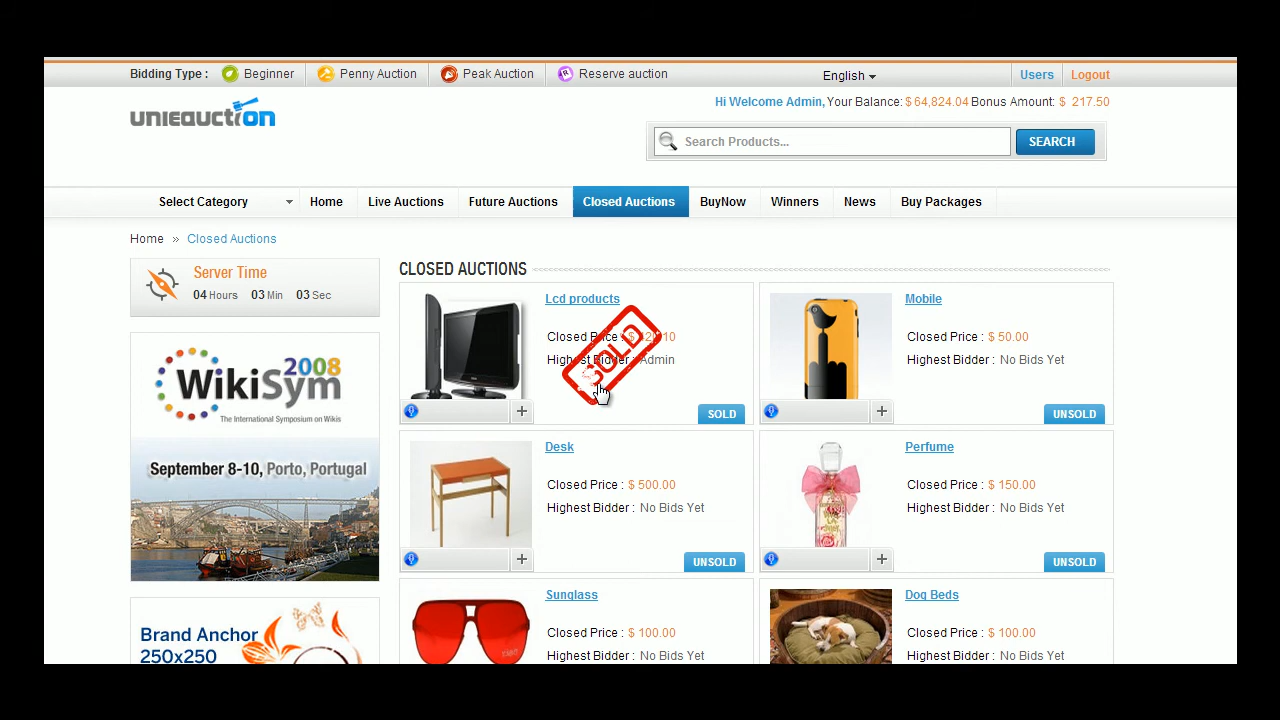 Bidding Type : Beginner Penny Auction Peak Auction Reserve auction English Users Logout
Hi Welcome Admin, Your Balance: $ 64,824.04 Bonus Amount: $ 217.50
UNIEAUCTION
Search Products... SEARCH
Select Category Home Live Auctions Future Auctions Closed Auctions BuyNow Winners News Buy Packages
Home » Closed Auctions
Server Time
04 Hours 03 Min 03 Sec
WikiSym 2008
The International Symposium on Wikis
September 8-10, Porto, Portugal
Brand Anchor
250x250
CLOSED AUCTIONS
Lcd products
Closed Price : $
Highest Bidder : Admin
SOLD
SOLD
Mobile
Closed Price : $ 50.00
Highest Bidder : No Bids Yet
UNSOLD
Desk
Closed Price : $ 500.00
Highest Bidder : No Bids Yet
UNSOLD
Perfume
Closed Price : $ 150.00
Highest Bidder : No Bids Yet
UNSOLD
Sunglass
Closed Price : $ 100.00
Highest Bidder : No Bids Yet
Dog Beds
Closed Price : $ 100.00
Highest Bidder : No Bids Yet